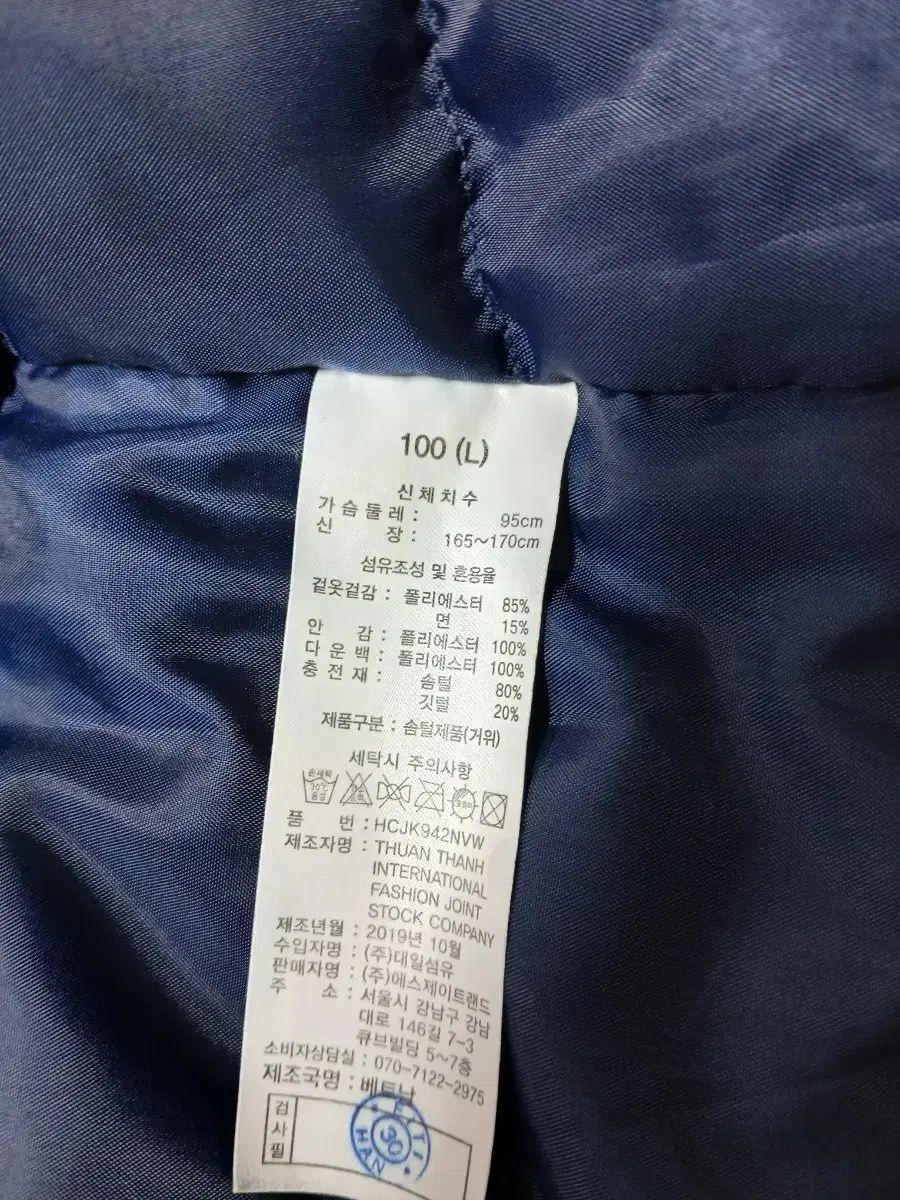 100 (L)
신체치수
가슴둘레 : 95cm
신 장 : 165~170cm
섬유조성 및 혼용율
겉옷겉감 : 폴리에스터 85%
면 15%
안 감 : 폴리에스터 100%
다운백 : 폴리에스터 100%
충전재 : 솜털 80%
깃털 20%
제품구분 : 솜털제품(거위)
세탁시 주의사항
손세탁
30℃
중성
품 번 : HCJK942NVW
제조자명 : THUAN THANH
INTERNATIONAL
FASHION JOINT
STOCK COMPANY
제조년월 : 2019년 10월
수입자명 : (주)대일섬유
판매자명 : (주)에스제이트랜드
주 소 : 서울시 강남구 강남
대로 146길 7-3
큐브빌딩 5~7층
소비자상담실 : 070-7122-2975
제조국명 : 베트남
검사필
30
HAN